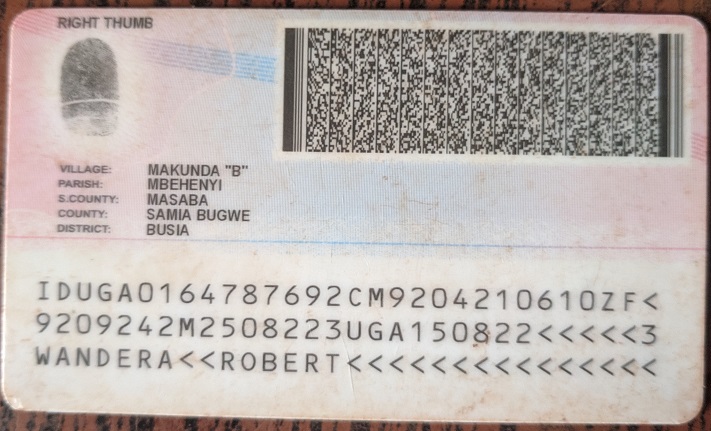 RIGHT THUMB
VILLAGE: MAKUNDA "B"
PARISH: MBEHENYI
S.COUNTY: MASABA
COUNTY: SAMIA BUGWE
DISTRICT: BUSIA
IDUGA0164787692CM9204210610ZF<
9209242M2508223UGA150822<<<<<3
WANDERA<<ROBERT<<<<<<<<<<<<<<<